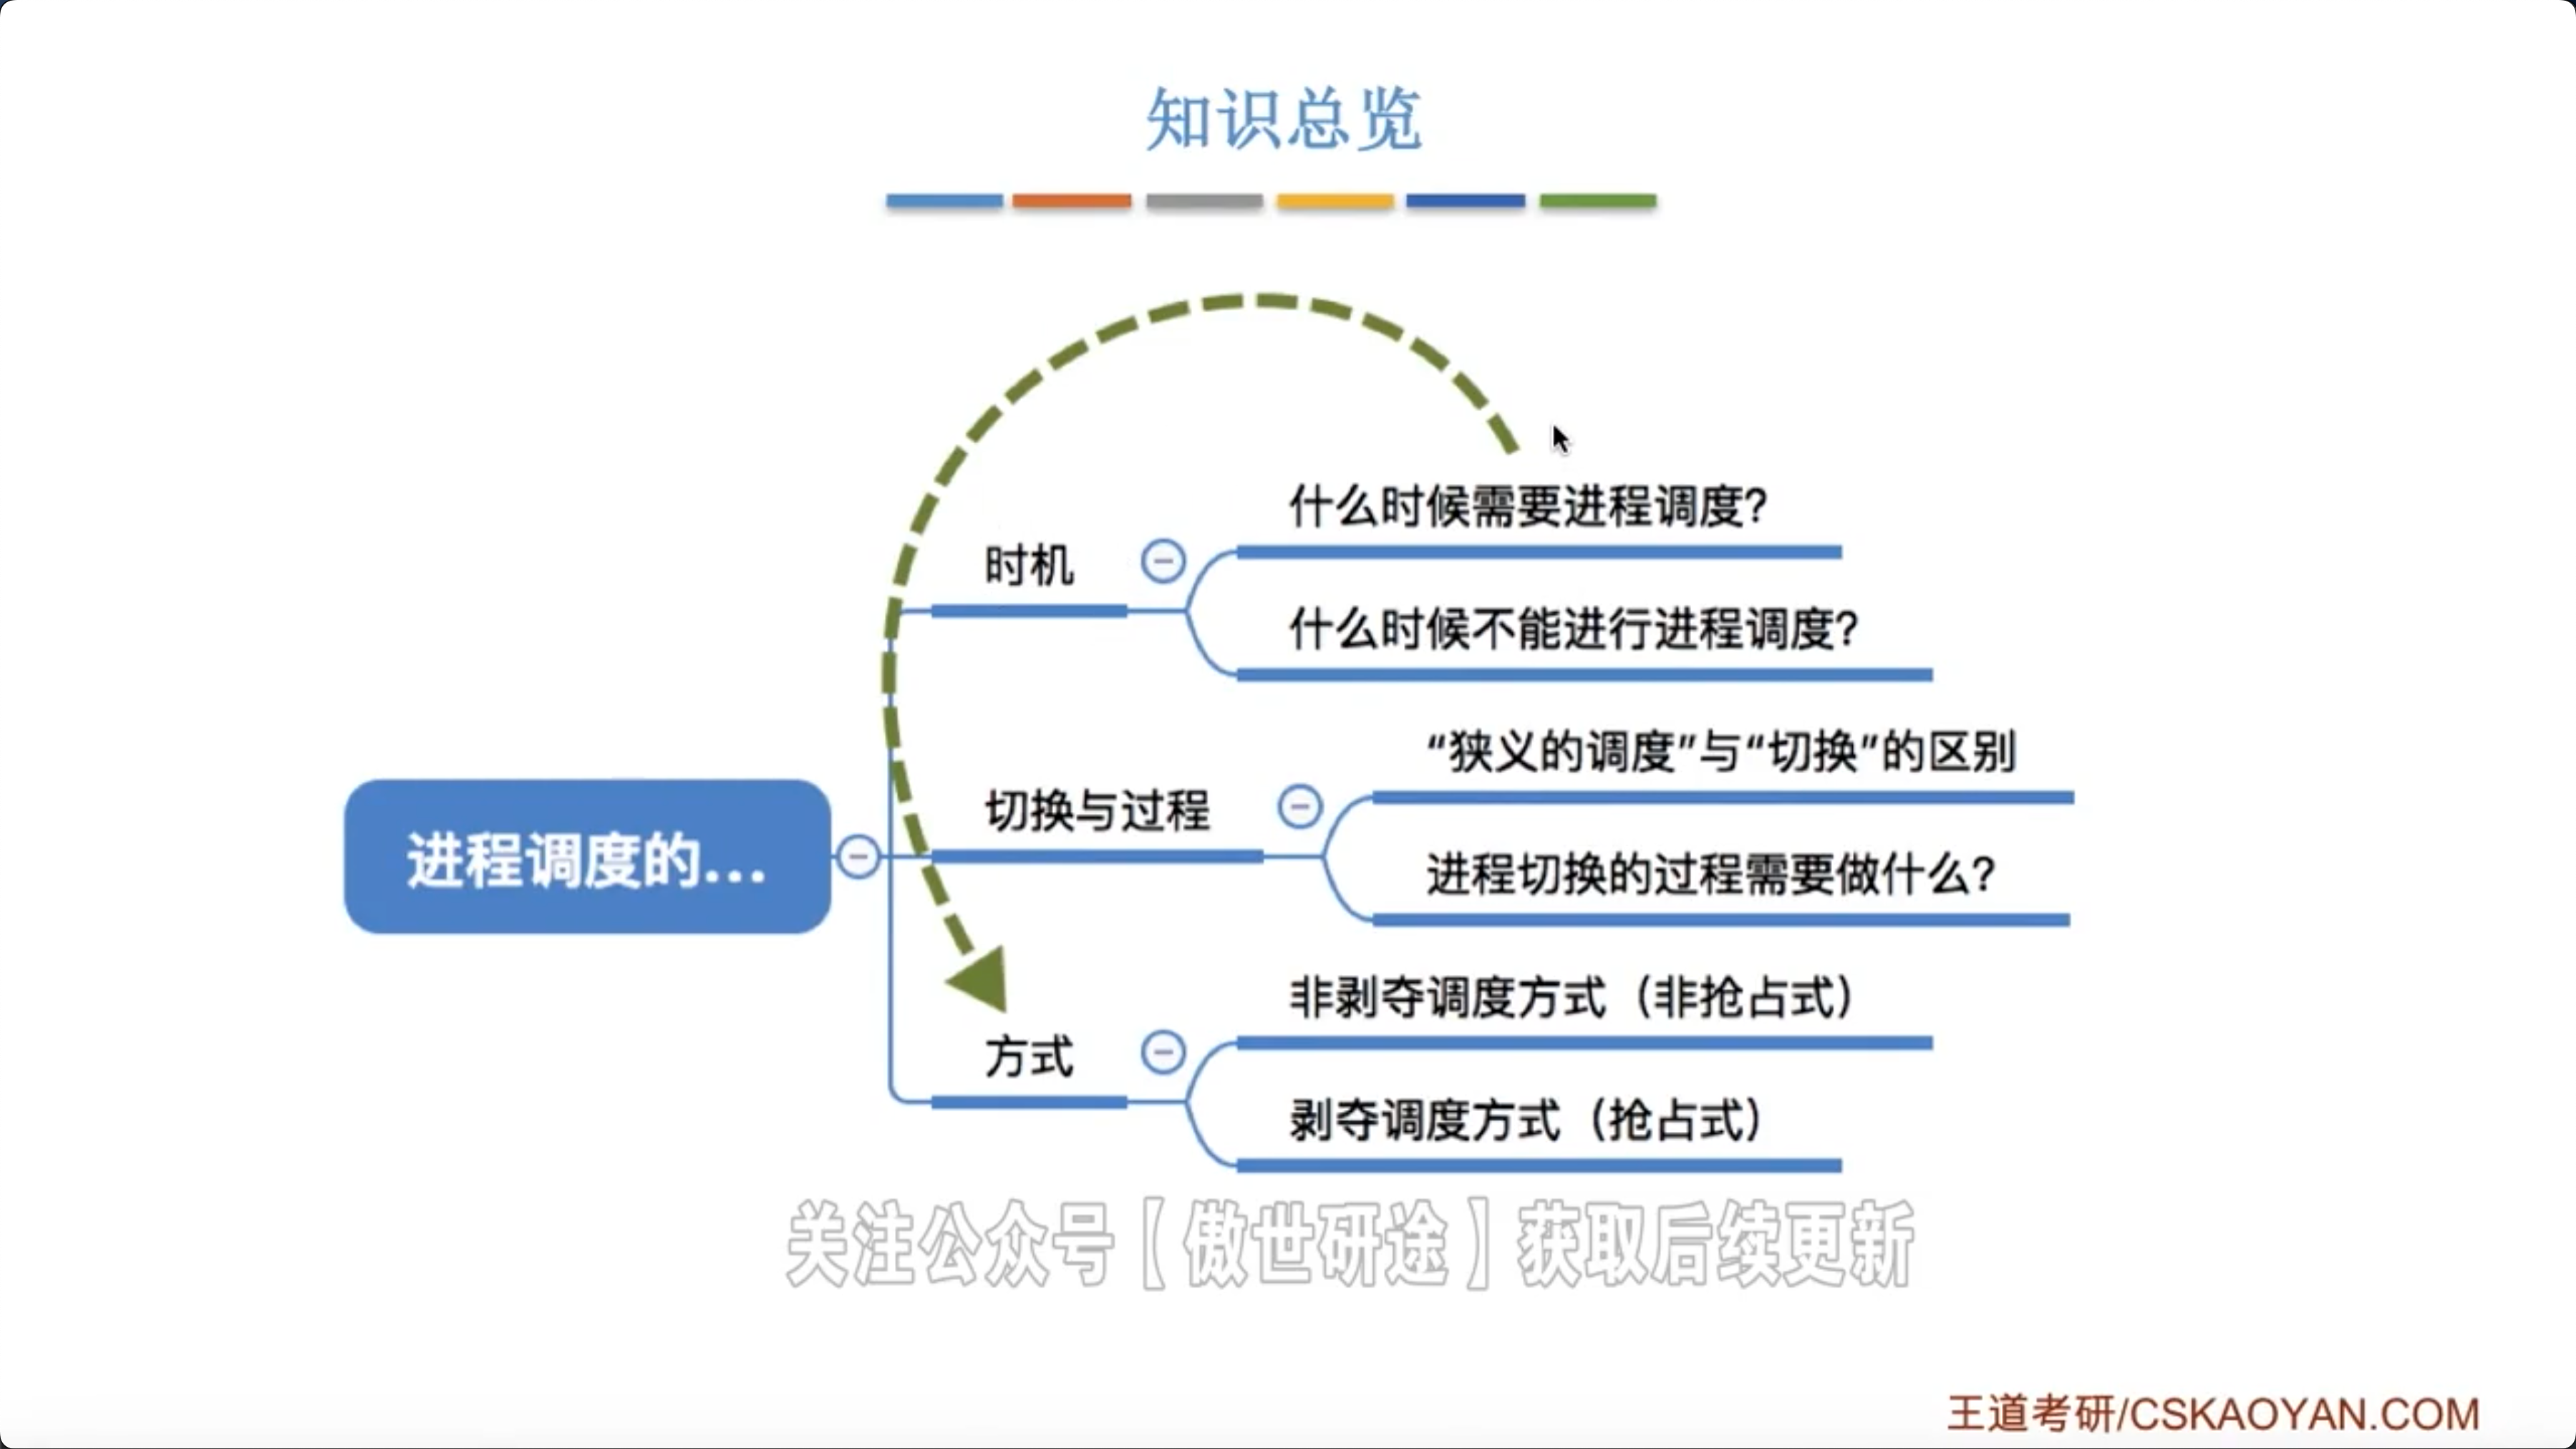 知识总览
什么时候需要进程调度?
时机
什么时候不能进行进程调度?
“狭义的调度”与“切换”的区别
切换与过程
进程调度的...
进程切换的过程需要做什么?
非剥夺调度方式（非抢占式）
方式
剥夺调度方式（抢占式）
关注公众号【傲世研途】获取后续更新
王道考研/CSKAOYAN.COM